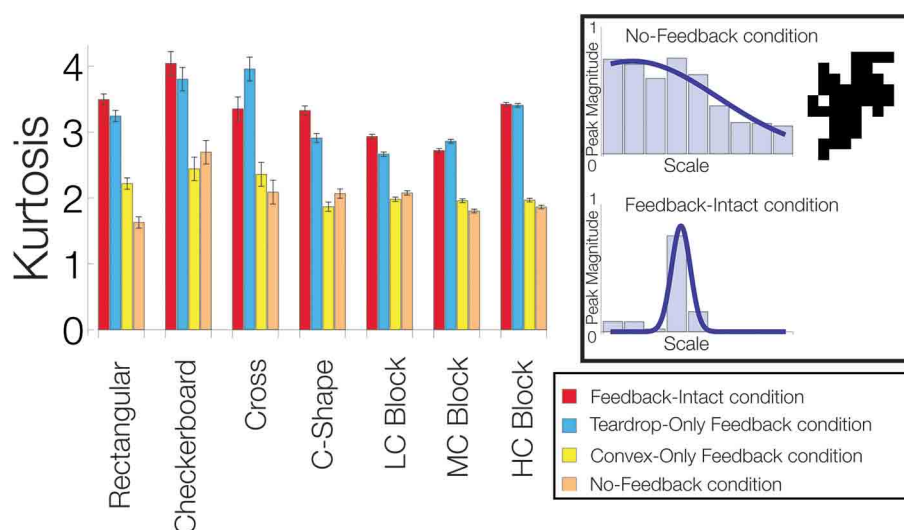 Kurtosis
4
3
2
1
0
Rectangular
Checkerboard
Cross
C-Shape
LC Block
MC Block
HC Block
1
No-Feedback condition
Peak Magnitude
0
Scale
1
Feedback-Intact condition
Peak Magnitude
0
Scale
Feedback-Intact condition
Teardrop-Only Feedback condition
Convex-Only Feedback condition
No-Feedback condition